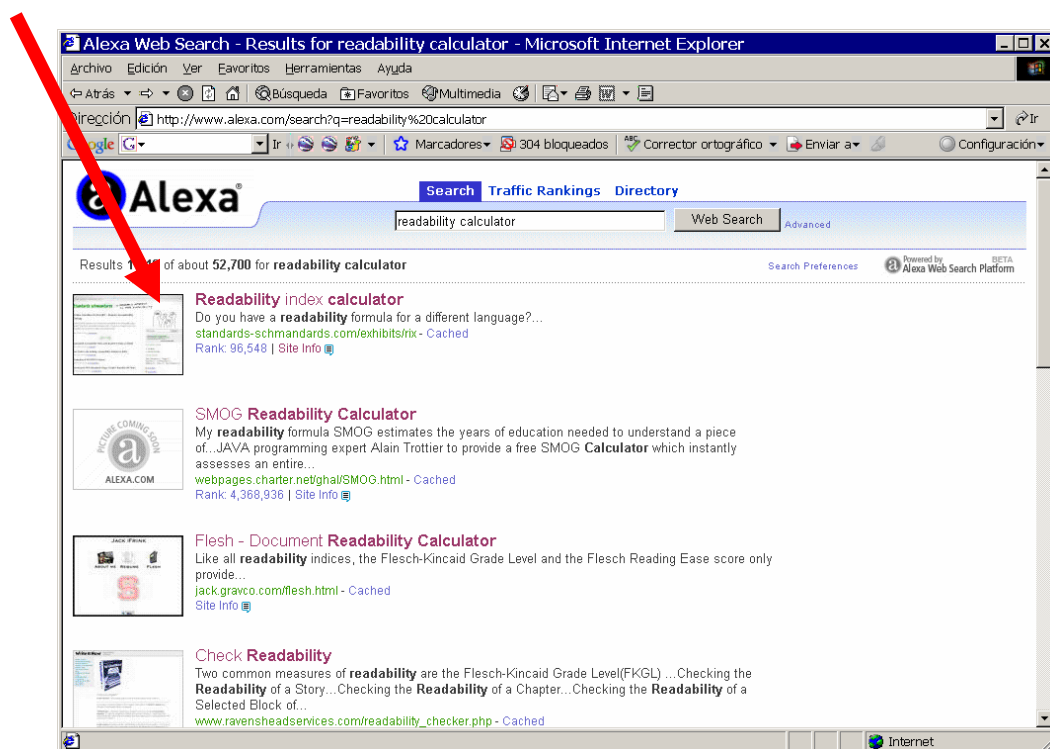 Alexa Web Search - Results for readability calculator - Microsoft Internet Explorer
Archivo Edición Ver Favoritos Herramientas Ayuda
Atrás Búsqueda Favoritos Multimedia
Dirección http://www.alexa.com/search?q=readability%20calculator Ir
G Ir Marcadores 304 bloqueados Corrector ortográfico Enviar a Configuración
Alexa
Search Traffic Rankings Directory
readability calculator Web Search Advanced
Results of about 52,700 for readability calculator Search Preferences Powered by Alexa Web Search Platform BETA
Readability index calculator
Do you have a readability formula for a different language?...
standards-schmandards.com/exhibits/rix - Cached
Rank: 96,548 | Site Info
PICTURE COMING SOON
a
ALEXA.COM
SMOG Readability Calculator
My readability formula SMOG estimates the years of education needed to understand a piece
of...JAVA programming expert Alain Trottier to provide a free SMOG Calculator which instantly
assesses an entire...
webpages.charter.net/ghal/SMOG.html - Cached
Rank: 4,368,936 | Site Info
JACK FRINK
ABOUT ME RESUME FLESH
Flesh - Document Readability Calculator
Like all readability indices, the Flesch-Kincaid Grade Level and the Flesch Reading Ease score only
provide...
jack.gravco.com/flesh.html - Cached
Site Info
Check Readability
Two common measures of readability are the Flesch-Kincaid Grade Level(FKGL) ...Checking the
Readability of a Story...Checking the Readability of a Chapter...Checking the Readability of a
Selected Block of...
www.ravensheadservices.com/readability_checker.php - Cached
Internet